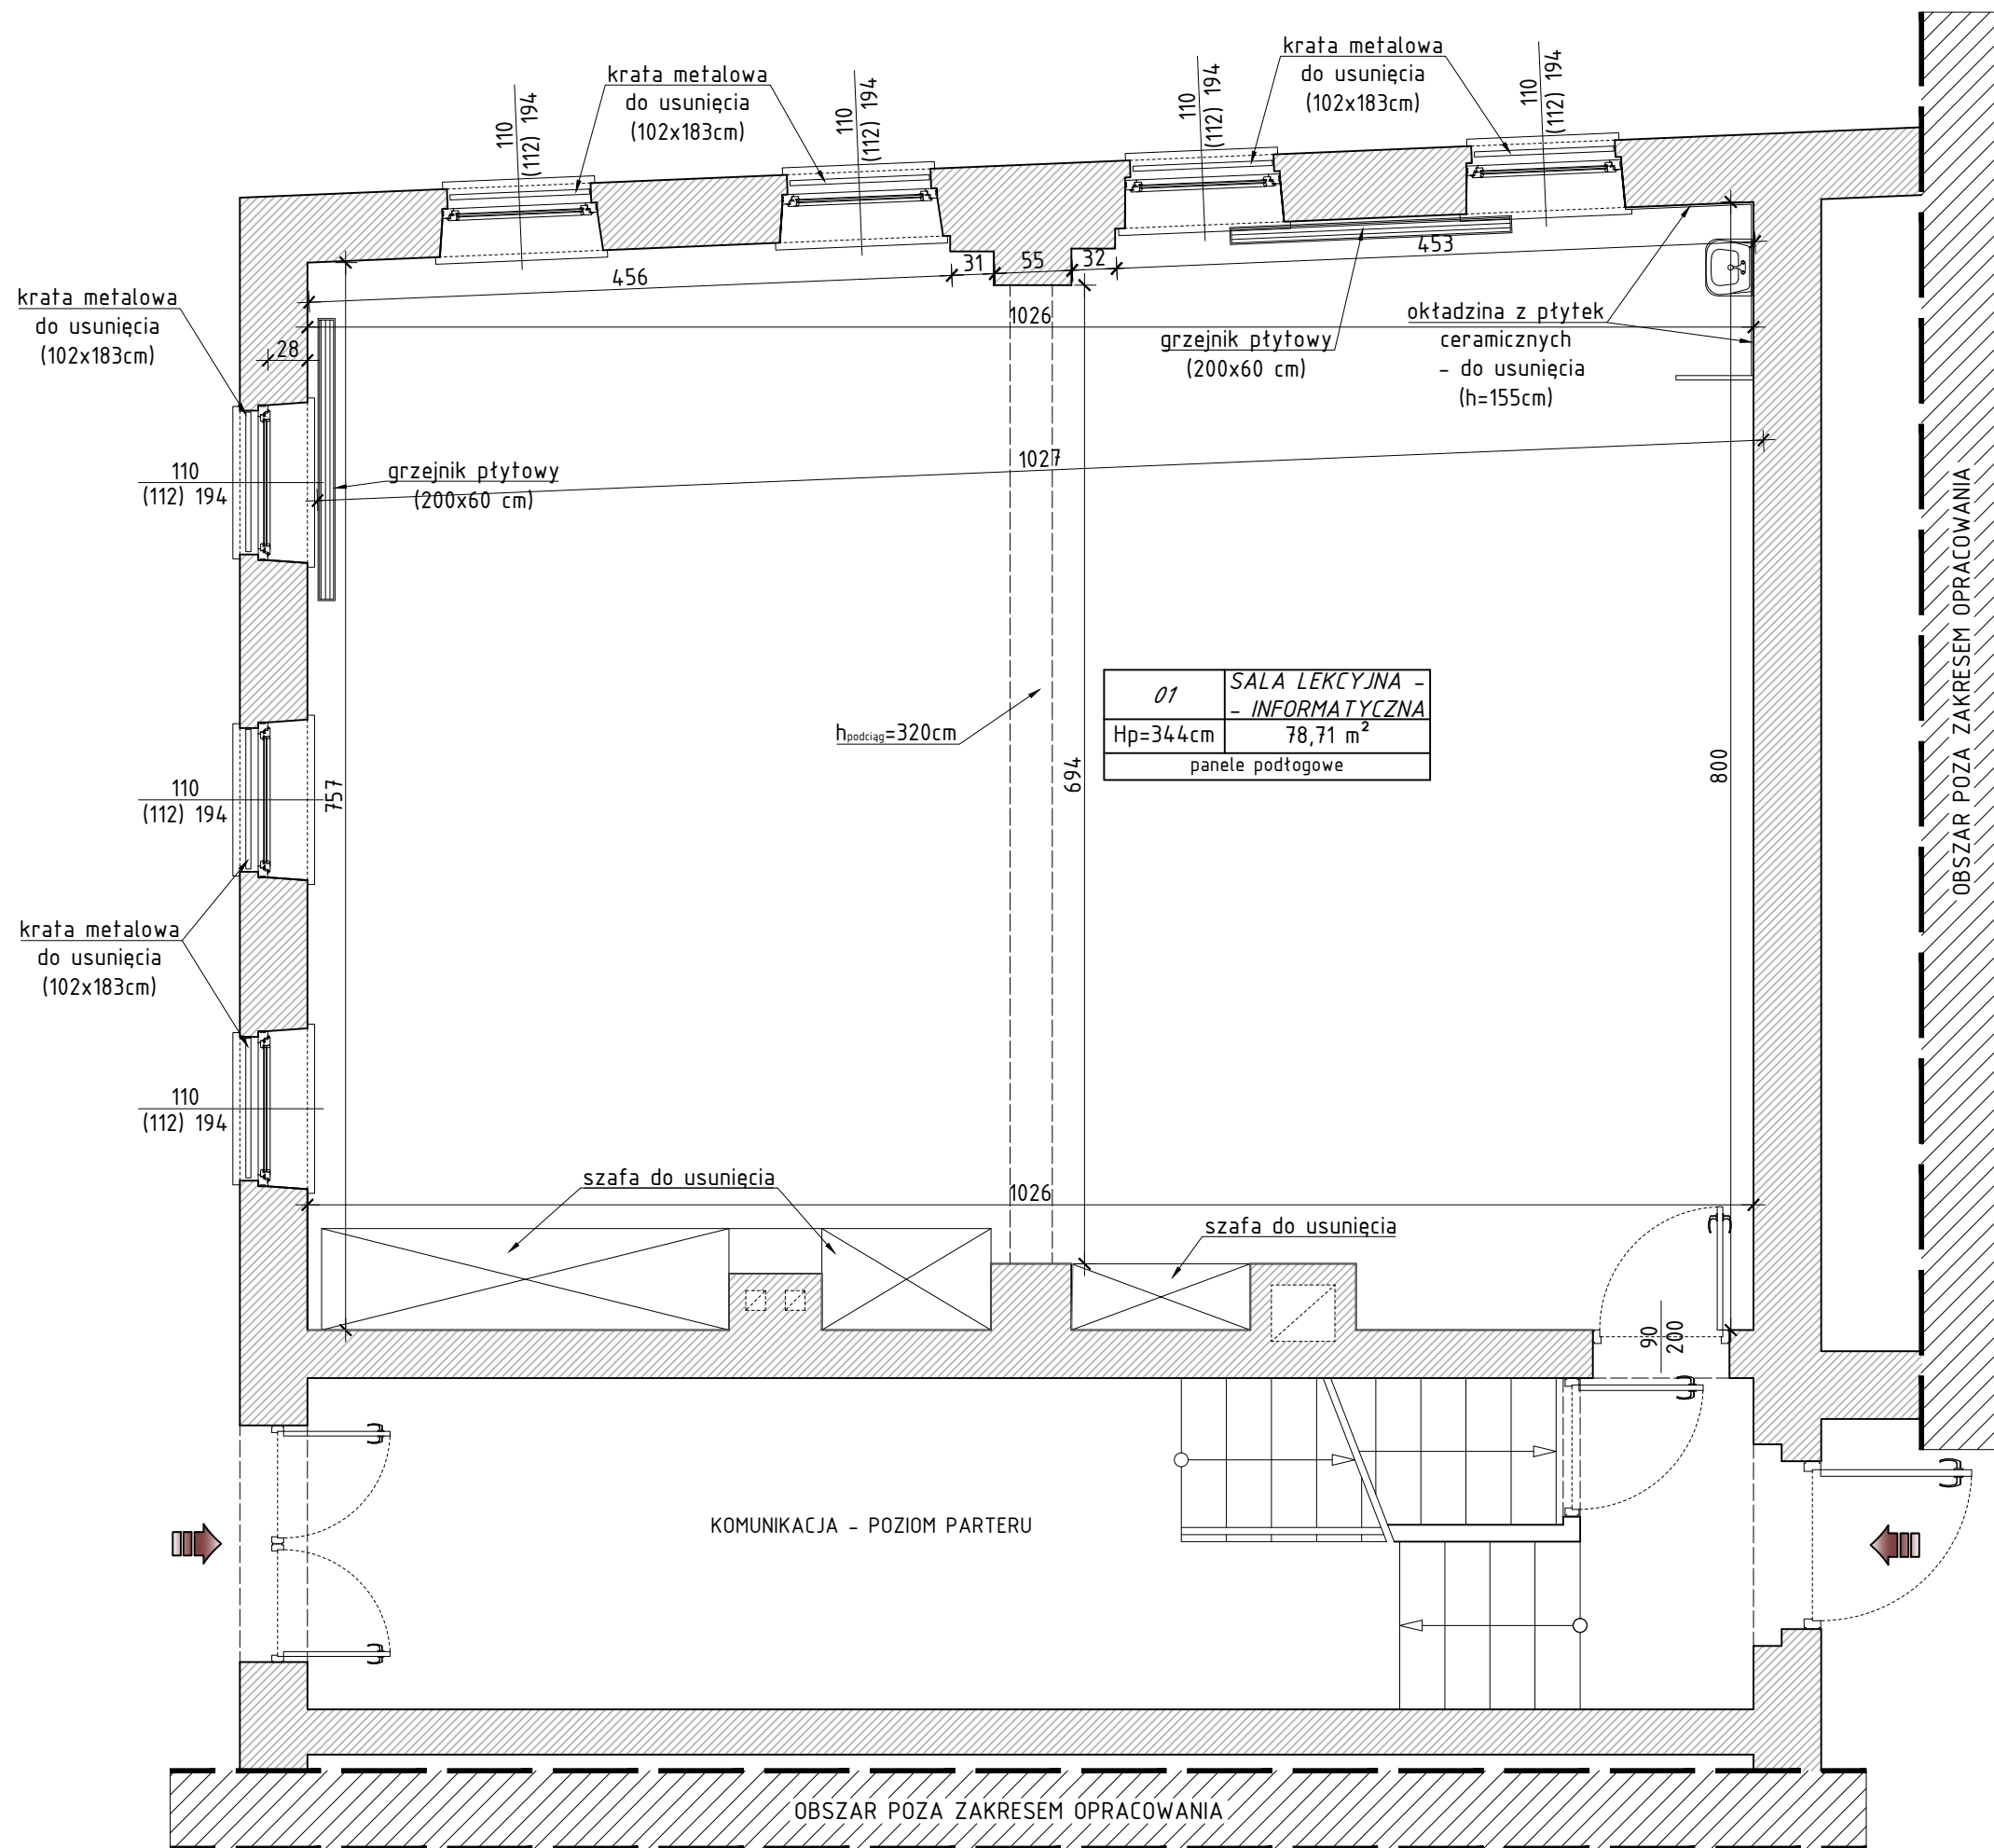 krata metalowa
do usunięcia
(102x183cm)
krata metalowa
do usunięcia
(102x183cm)
110
(112) 194
110
(112) 194
110
(112) 194
110
(112) 194
456
31
55
32
453
1026
krata metalowa
do usunięcia
(102x183cm)
28
grzejnik płytowy
(200x60 cm)
okładzina z płytek
ceramicznych
- do usunięcia
(h=155cm)
1027
110
(112) 194
grzejnik płytowy
(200x60 cm)
OBSZAR POZA ZAKRESEM OPRACOWANIA
01
SALA LEKCYJNA -
- INFORMATYCZNA
Hp=344cm
78,71 m²
panele podłogowe
hpodciąg=320cm
757
694
800
110
(112) 194
krata metalowa
do usunięcia
(102x183cm)
110
(112) 194
szafa do usunięcia
1026
szafa do usunięcia
90
200
KOMUNIKACJA - POZIOM PARTERU
OBSZAR POZA ZAKRESEM OPRACOWANIA